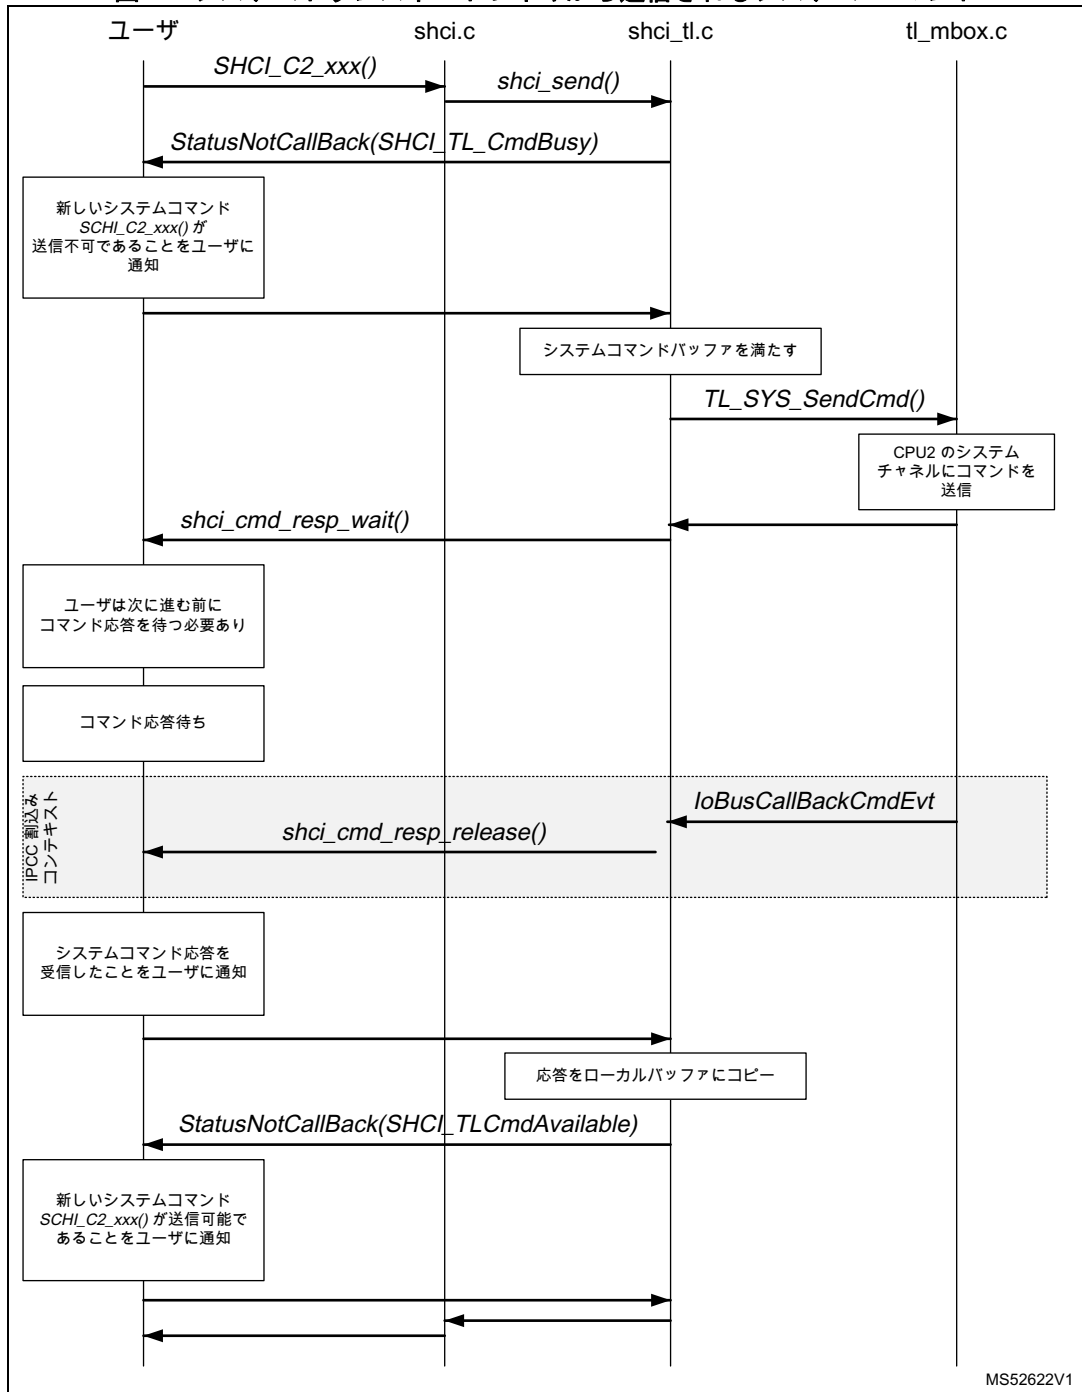 ユーザ
shci.c
shci_tl.c
tl_mbox.c
SHCI_C2_xxx()
shci_send()
StatusNotCallBack(SHCI_TL_CmdBusy)
新しいシステムコマンド
SCHI_C2_xxx() が
送信不可であることをユーザに
通知
システムコマンドバッファを満たす
TL_SYS_SendCmd()
CPU2 のシステム
チャネルにコマンドを
送信
shci_cmd_resp_wait()
ユーザは次に進む前に
コマンド応答を待つ必要あり
コマンド応答待ち
IPCC 割込み
コンテキスト
IoBusCallBackCmdEvt
shci_cmd_resp_release()
システムコマンド応答を
受信したことをユーザに通知
応答をローカルバッファにコピー
StatusNotCallBack(SHCI_TLCmdAvailable)
新しいシステムコマンド
SCHI_C2_xxx() が送信可能で
あることをユーザに通知
MS52622V1